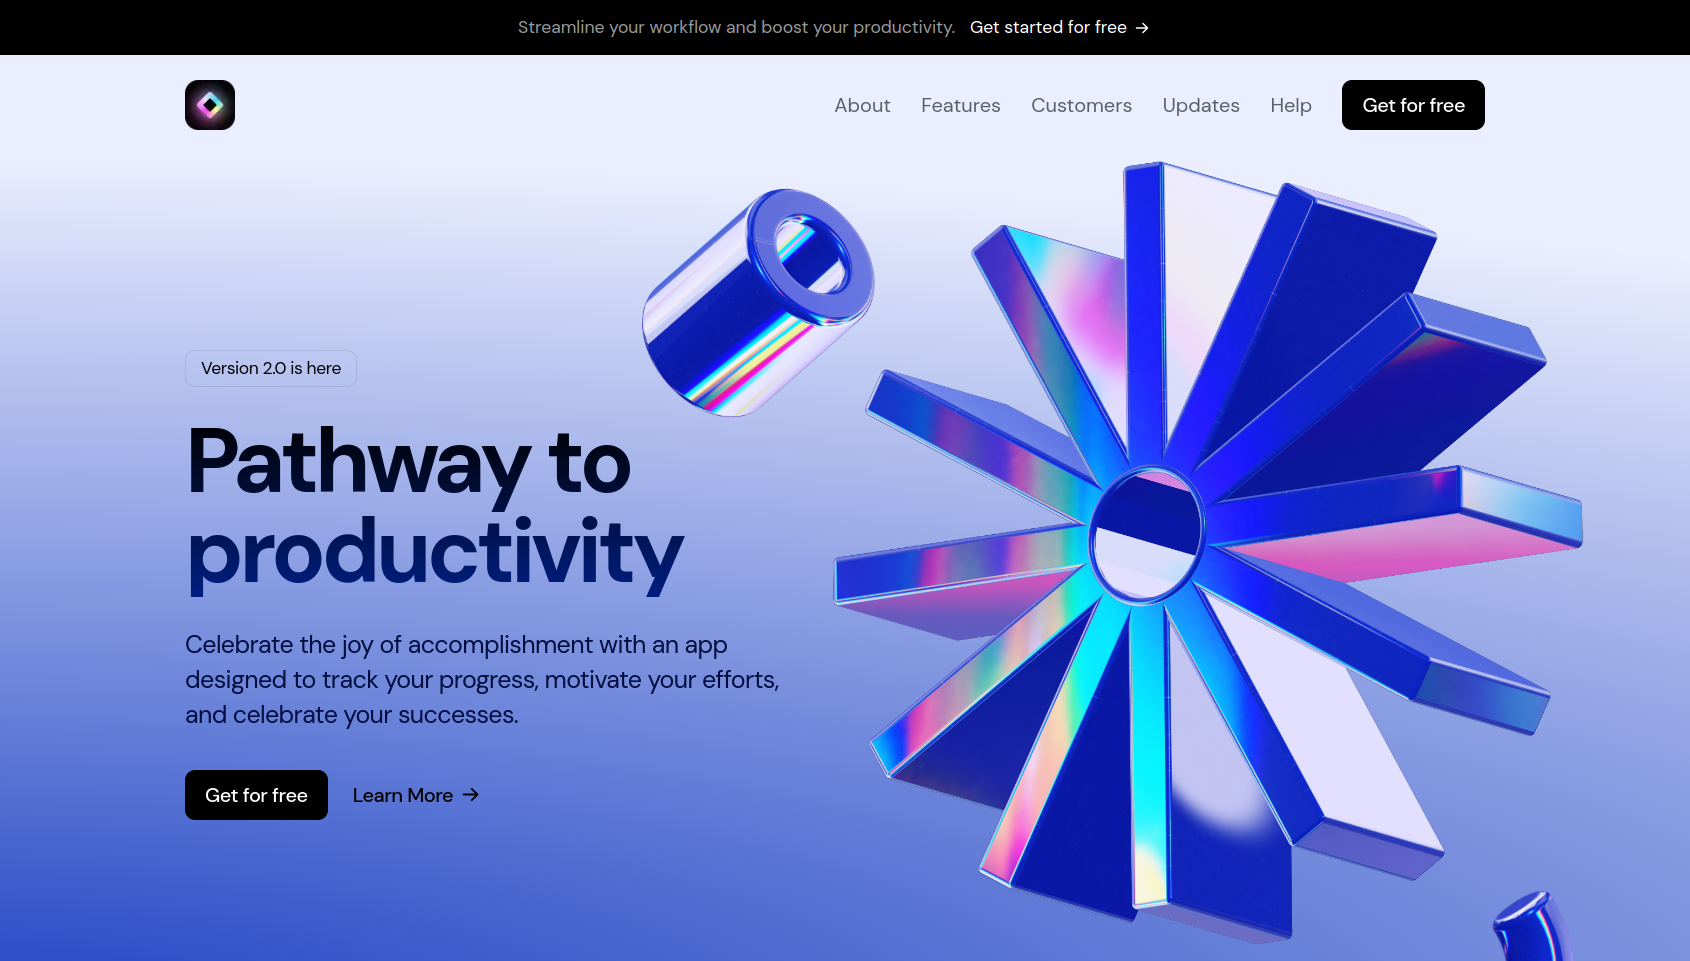 Streamline your workflow and boost your productivity. Get started for free →
About Features Customers Updates Help Get for free
Version 2.0 is here
Pathway to
productivity
Celebrate the joy of accomplishment with an app
designed to track your progress, motivate your efforts,
and celebrate your successes.
Get for free Learn More →